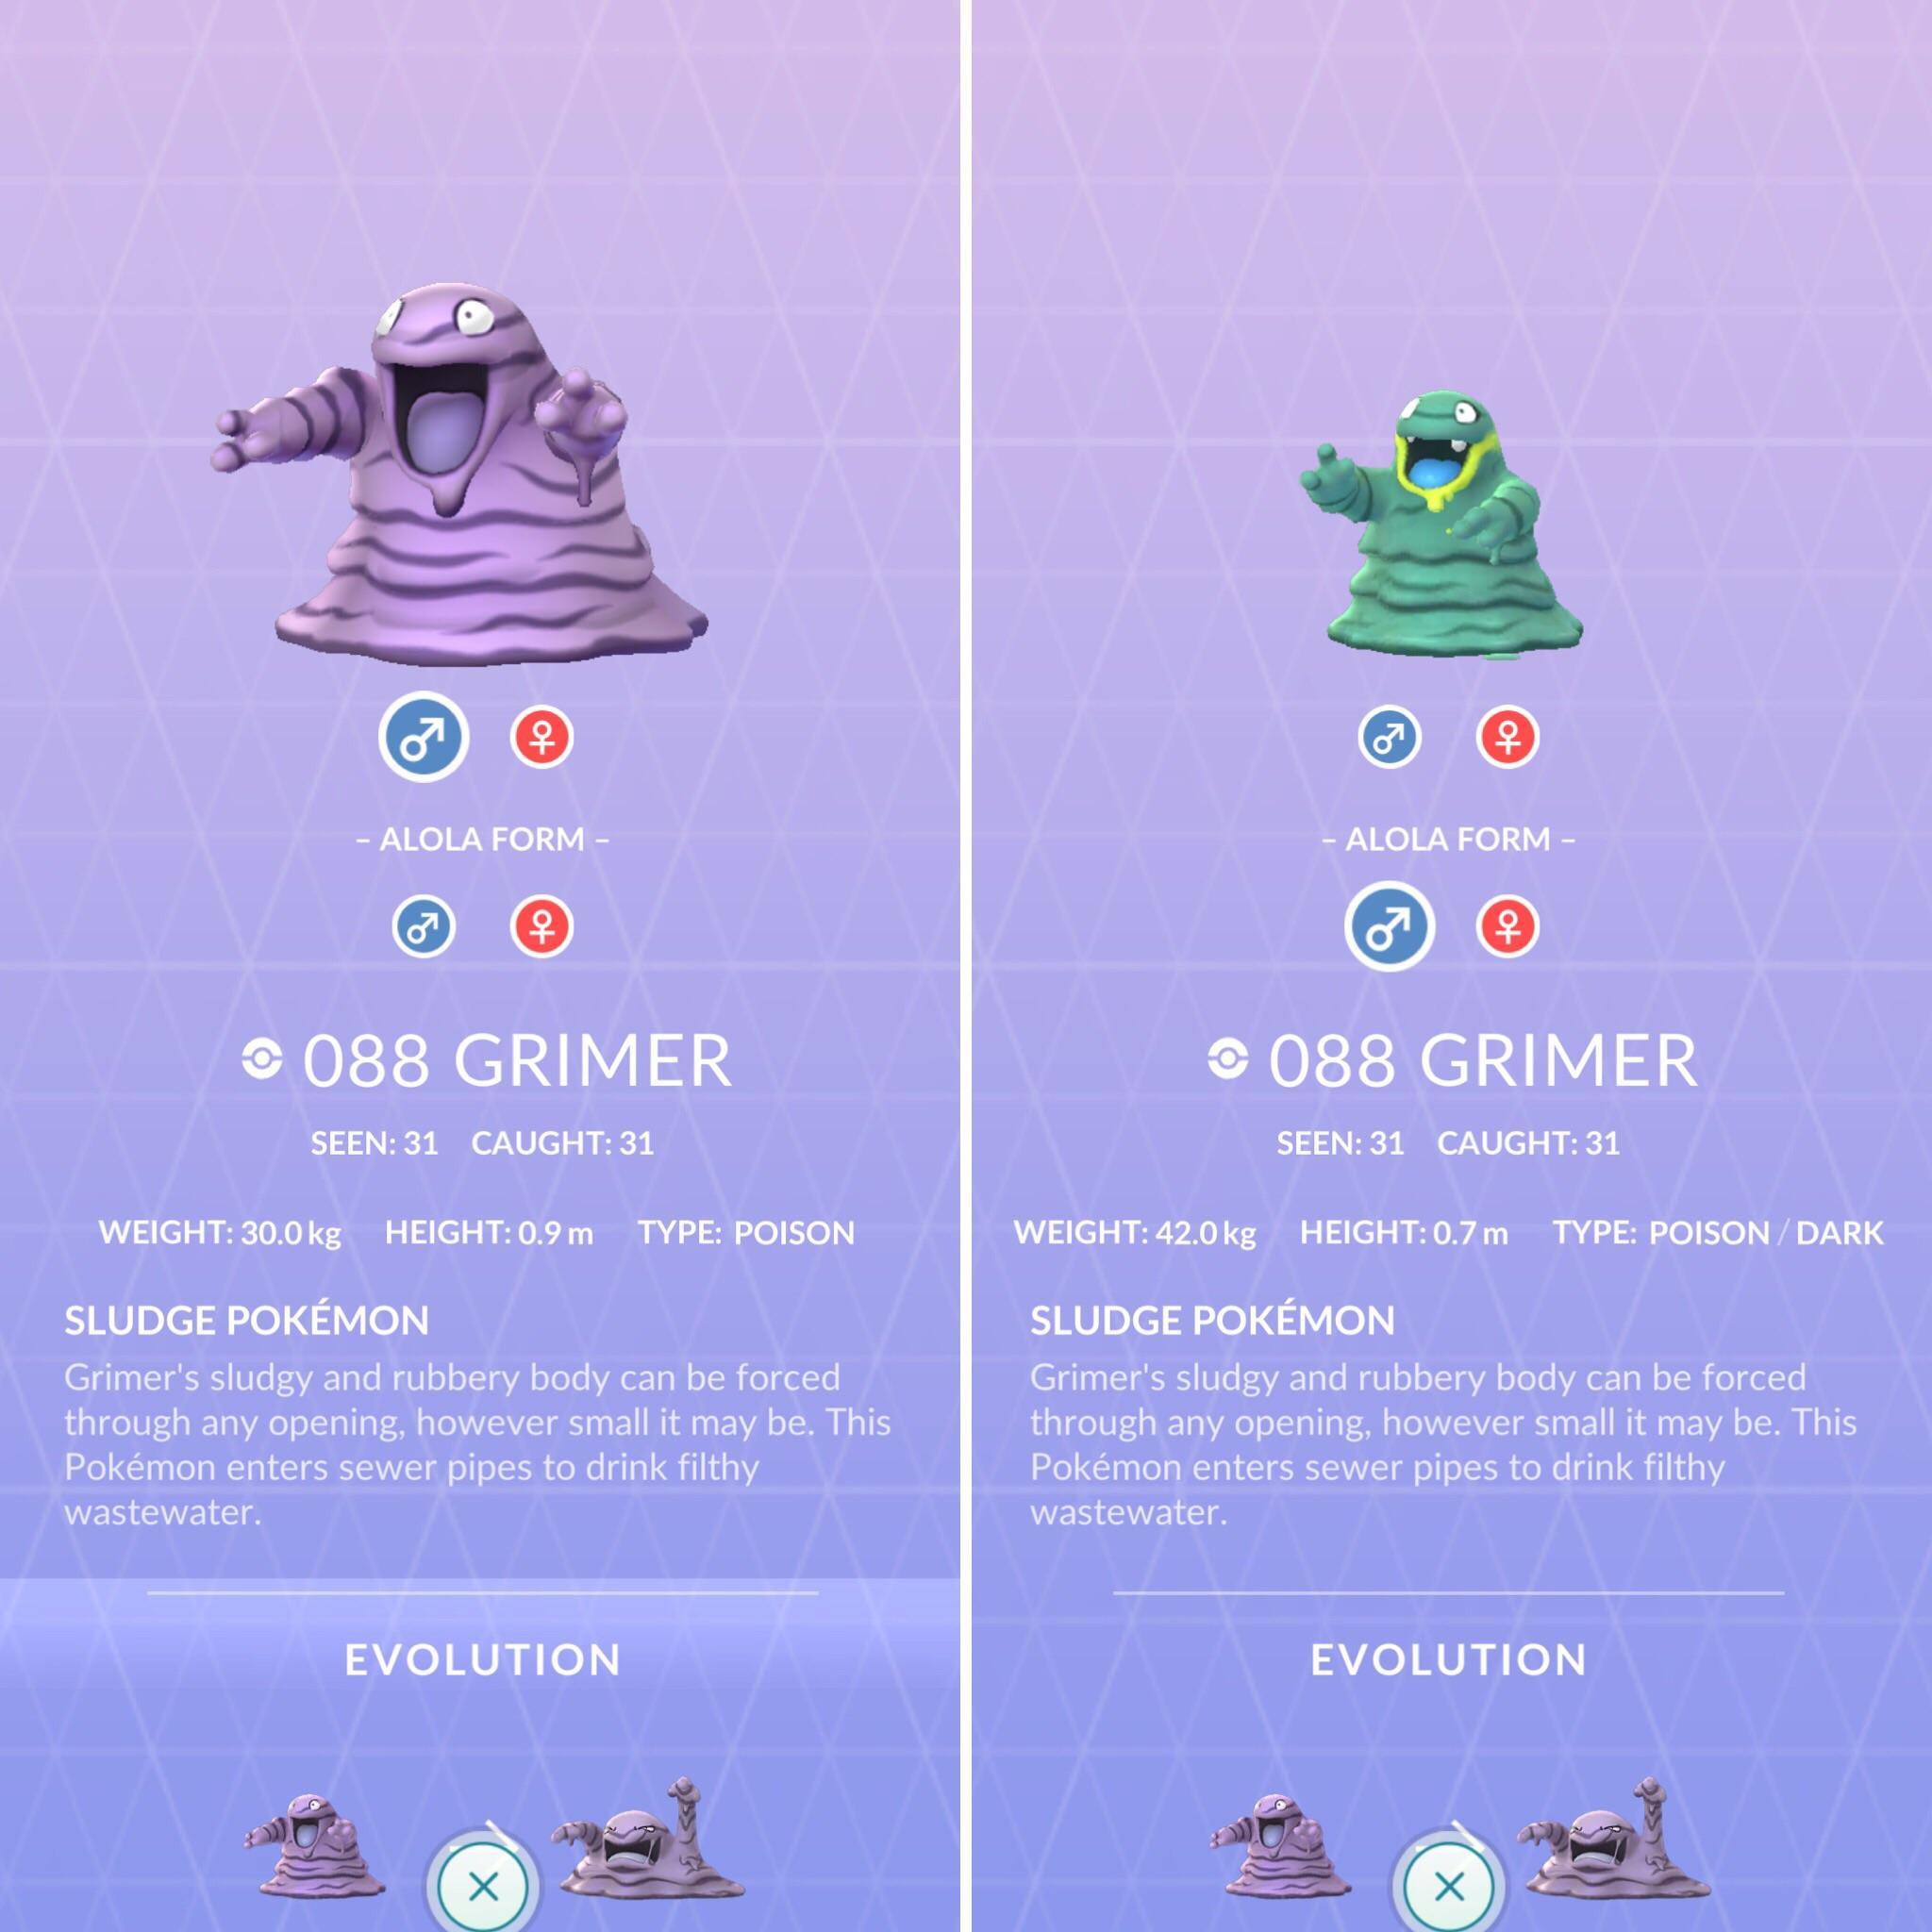 – ALOLA FORM –
088 GRIMER
SEEN: 31 CAUGHT: 31
WEIGHT: 30.0 kg HEIGHT: 0.9 m TYPE: POISON
SLUDGE POKÉMON
Grimer's sludgy and rubbery body can be forced
through any opening, however small it may be. This
Pokémon enters sewer pipes to drink filthy
wastewater.
EVOLUTION
– ALOLA FORM –
088 GRIMER
SEEN: 31 CAUGHT: 31
WEIGHT: 42.0 kg HEIGHT: 0.7 m TYPE: POISON / DARK
SLUDGE POKÉMON
Grimer's sludgy and rubbery body can be forced
through any opening, however small it may be. This
Pokémon enters sewer pipes to drink filthy
wastewater.
EVOLUTION